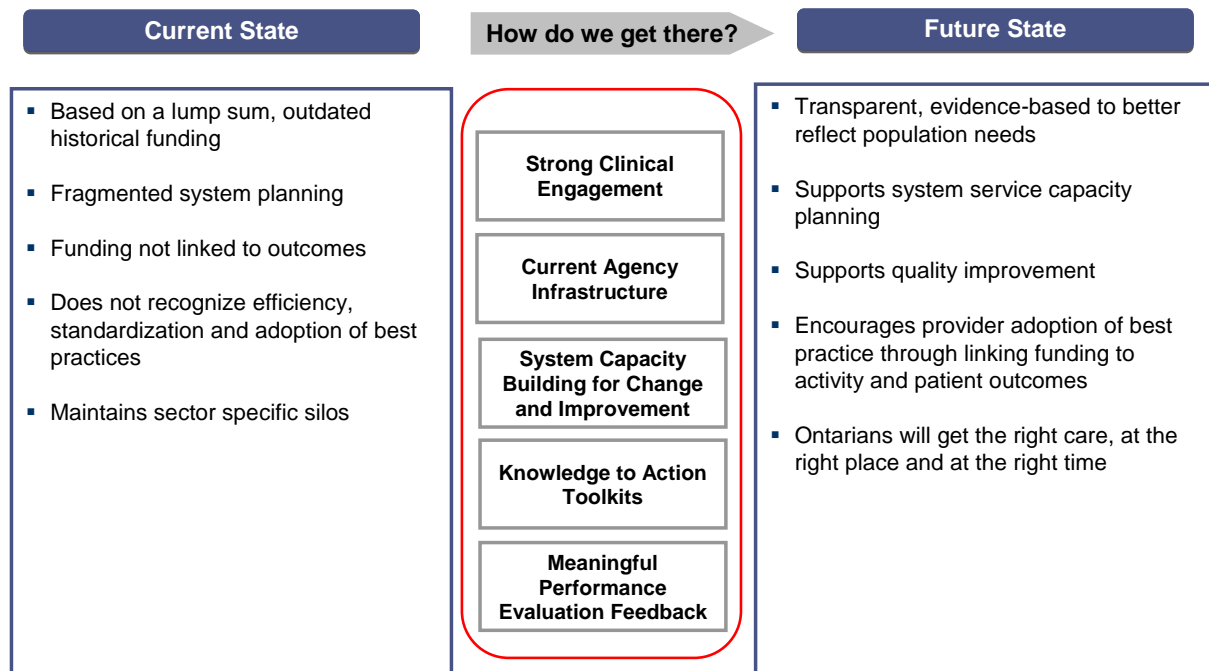 Current State
How do we get there?
Future State
▪ Based on a lump sum, outdated
historical funding
▪ Fragmented system planning
▪ Funding not linked to outcomes
▪ Does not recognize efficiency,
standardization and adoption of best
practices
▪ Maintains sector specific silos
Strong Clinical
Engagement
Current Agency
Infrastructure
System Capacity
Building for Change
and Improvement
Knowledge to Action
Toolkits
Meaningful
Performance
Evaluation Feedback
▪ Transparent, evidence-based to better
reflect population needs
▪ Supports system service capacity
planning
▪ Supports quality improvement
▪ Encourages provider adoption of best
practice through linking funding to
activity and patient outcomes
▪ Ontarians will get the right care, at the
right place and at the right time